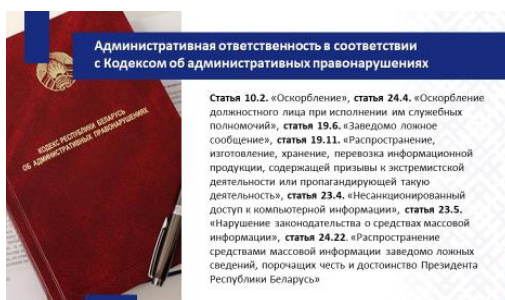 Административная ответственность в соответствии
с Кодексом об административных правонарушениях
КОДЕКС РЕСПУБЛИКИ БЕЛАРУСЬ
ОБ АДМИНИСТРАТИВНЫХ ПРАВОНАРУШЕНИЯХ
Статья 10.2. «Оскорбление», статья 24.4. «Оскорбление
должностного лица при исполнении им служебных
полномочий», статья 19.6. «Заведомо ложное
сообщение», статья 19.11. «Распространение,
изготовление, хранение, перевозка информационной
продукции, содержащей призывы к экстремистской
деятельности или пропагандирующей такую
деятельность», статья 23.4. «Несанкционированный
доступ к компьютерной информации», статья 23.5.
«Нарушение законодательства о средствах массовой
информации», статья 24.22. «Распространение
средствами массовой информации заведомо ложных
сведений, порочащих честь и достоинство Президента
Республики Беларусь»